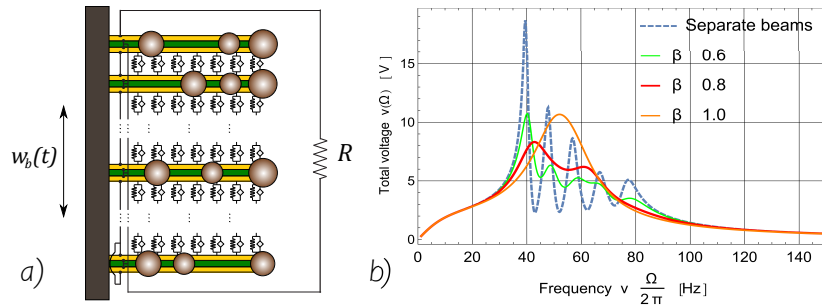 w_b(t)
R
a)
b)
Total voltage v(Ω) [V]
15
10
5
0
0 20 40 60 80 100 120 140
Separate beams
β 0.6
β 0.8
β 1.0
Frequency ν Ω/2π [Hz]